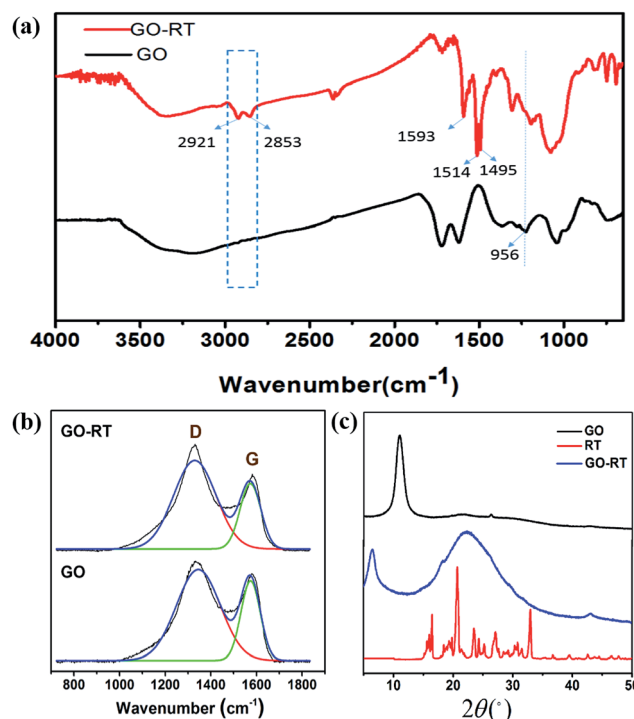 (a)
GO-RT
GO
2921
2853
1593
1514
1495
956
4000
3500
3000
2500
2000
1500
1000
Wavenumber(cm⁻¹)
(b)
GO-RT
D
G
GO
800
1000
1200
1400
1600
1800
Wavenumber (cm⁻¹)
(c)
GO
RT
GO-RT
10
20
30
40
50
2θ(°)